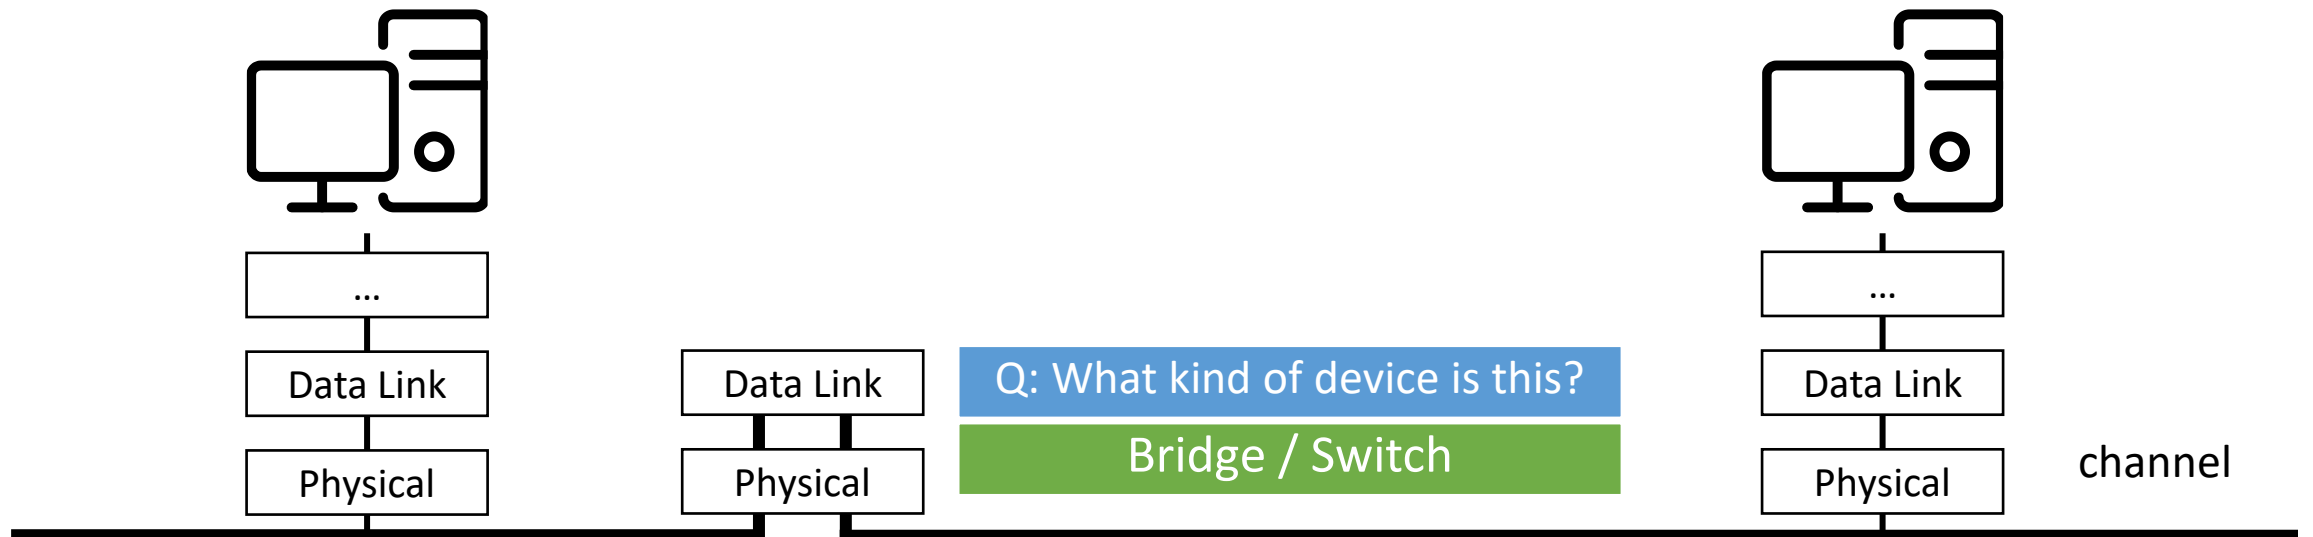 ...
...
Data Link
Data Link
Q: What kind of device is this?
Data Link
Physical
Physical
Bridge / Switch
Physical
channel